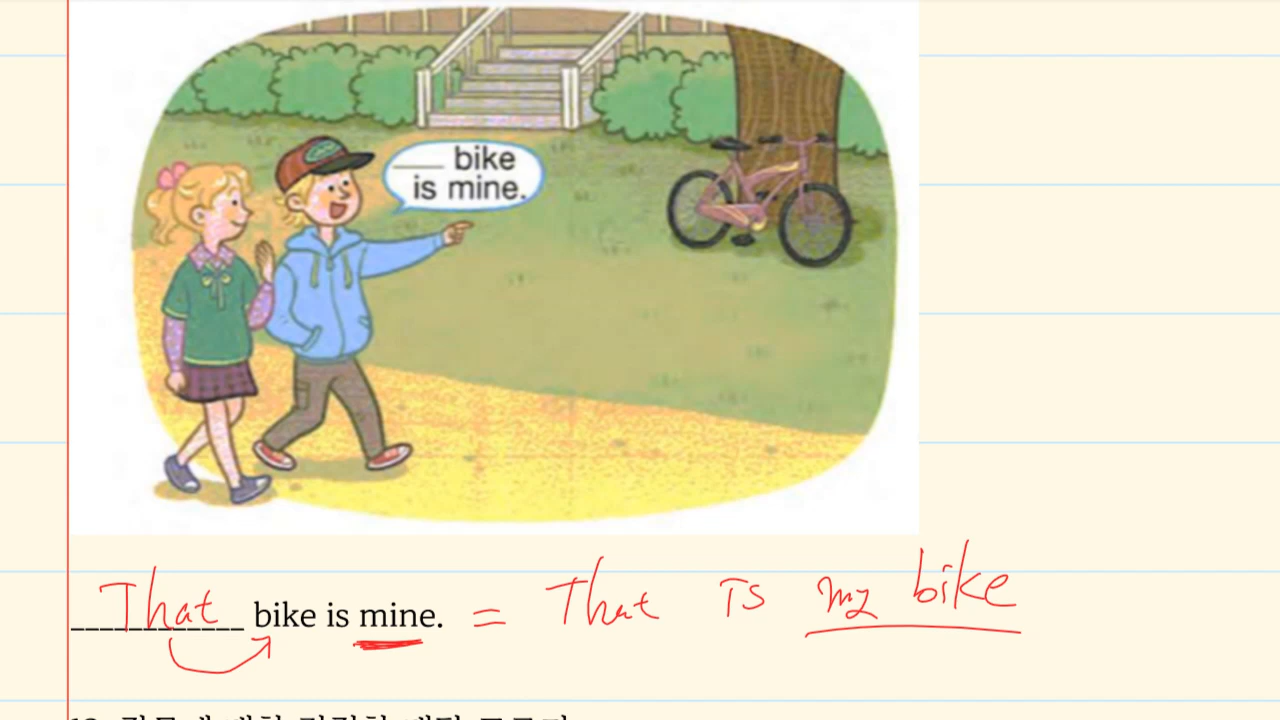 ___ bike
is mine.
That bike is mine. = That is my bike